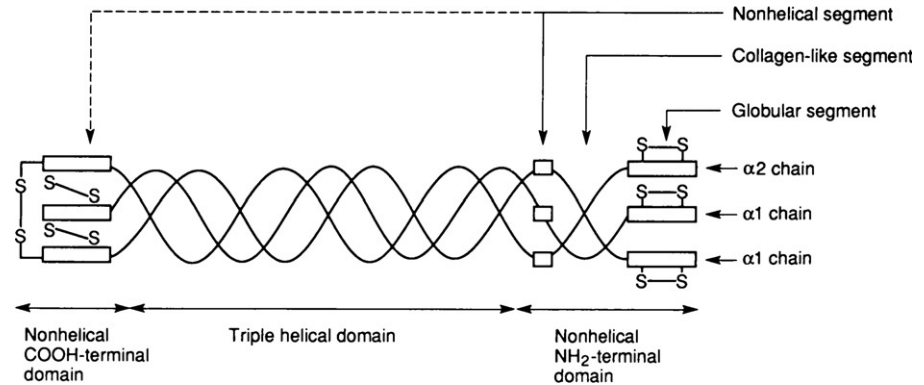 Nonhelical segment
Collagen-like segment
Globular segment
S S
α2 chain
S
S S
S
S S
α1 chain
S
S S
α1 chain
S S
Nonhelical
COOH-terminal
domain
Triple helical domain
Nonhelical
NH₂-terminal
domain